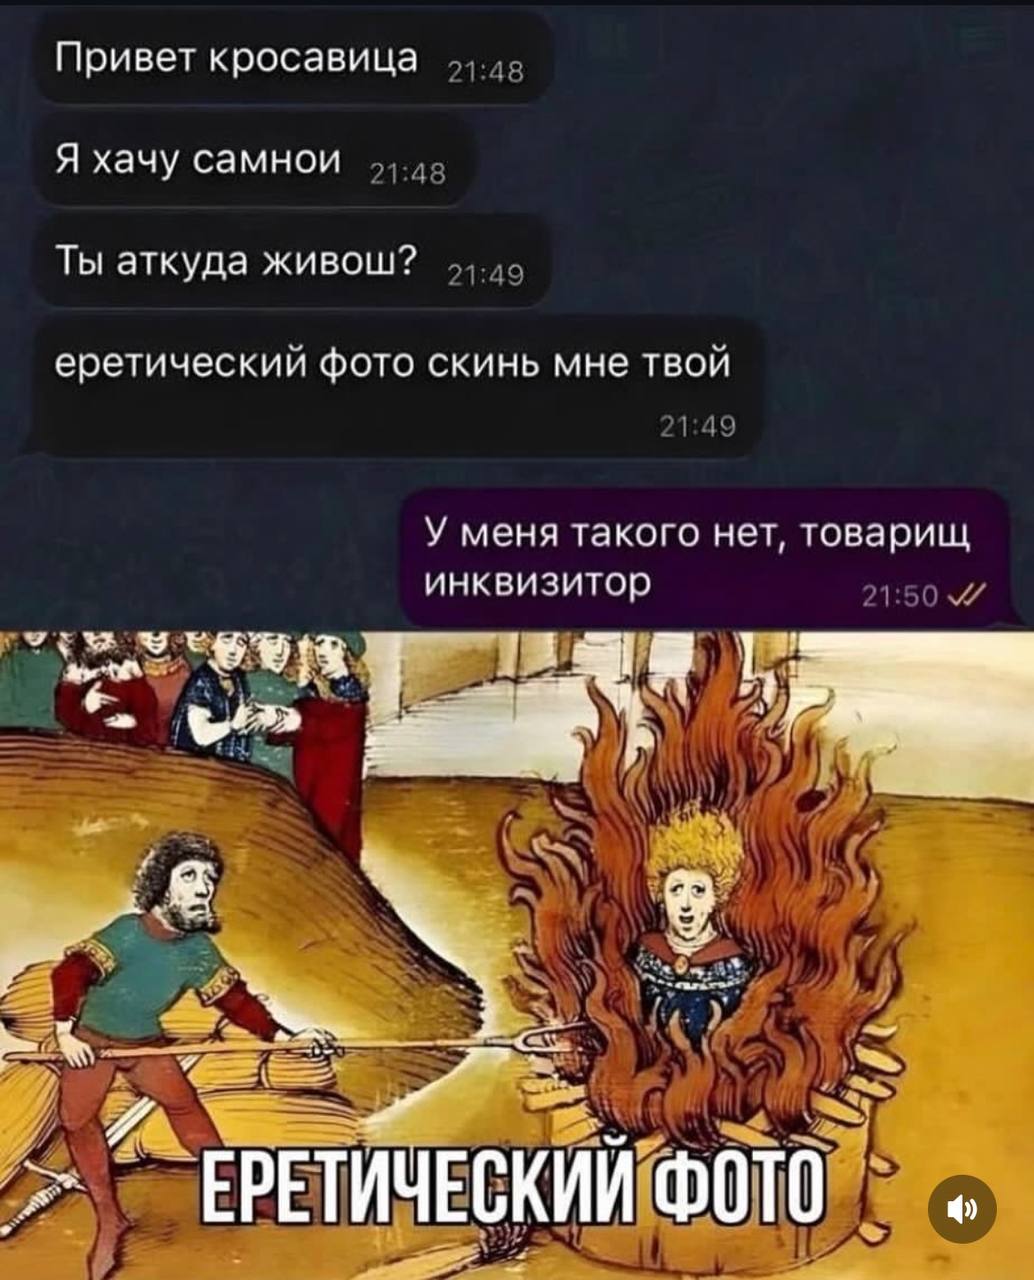 Привет кросавица 21:48
Я хачу самнои 21:48
Ты аткуда живош? 21:49
еретический фото скинь мне твой
21:49
У меня такого нет, товарищ
инквизитор 21:50
ЕРЕТИЧЕСКИЙ ФОТО